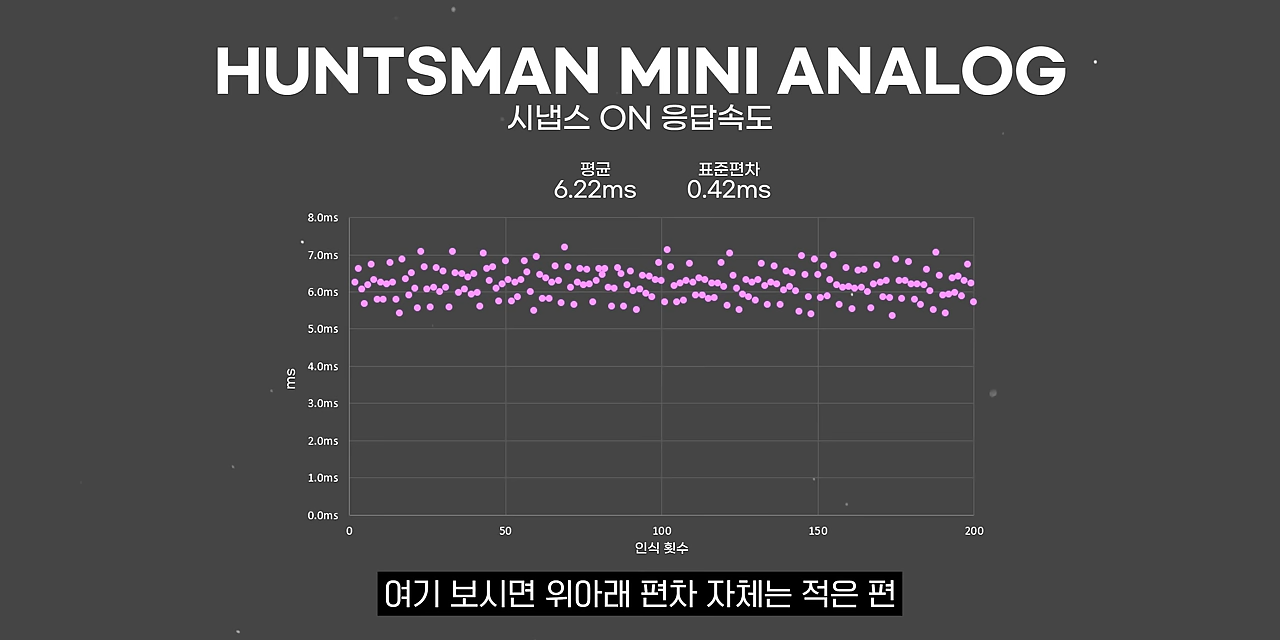 HUNTSMAN MINI ANALOG
시냅스 ON 응답속도
평균 표준편차
6.22ms 0.42ms
8.0ms
7.0ms
6.0ms
5.0ms
4.0ms
3.0ms
2.0ms
1.0ms
0.0ms
ms
0 50 100 150 200
인식 횟수
여기 보시면 위아래 편차 자체는 적은 편